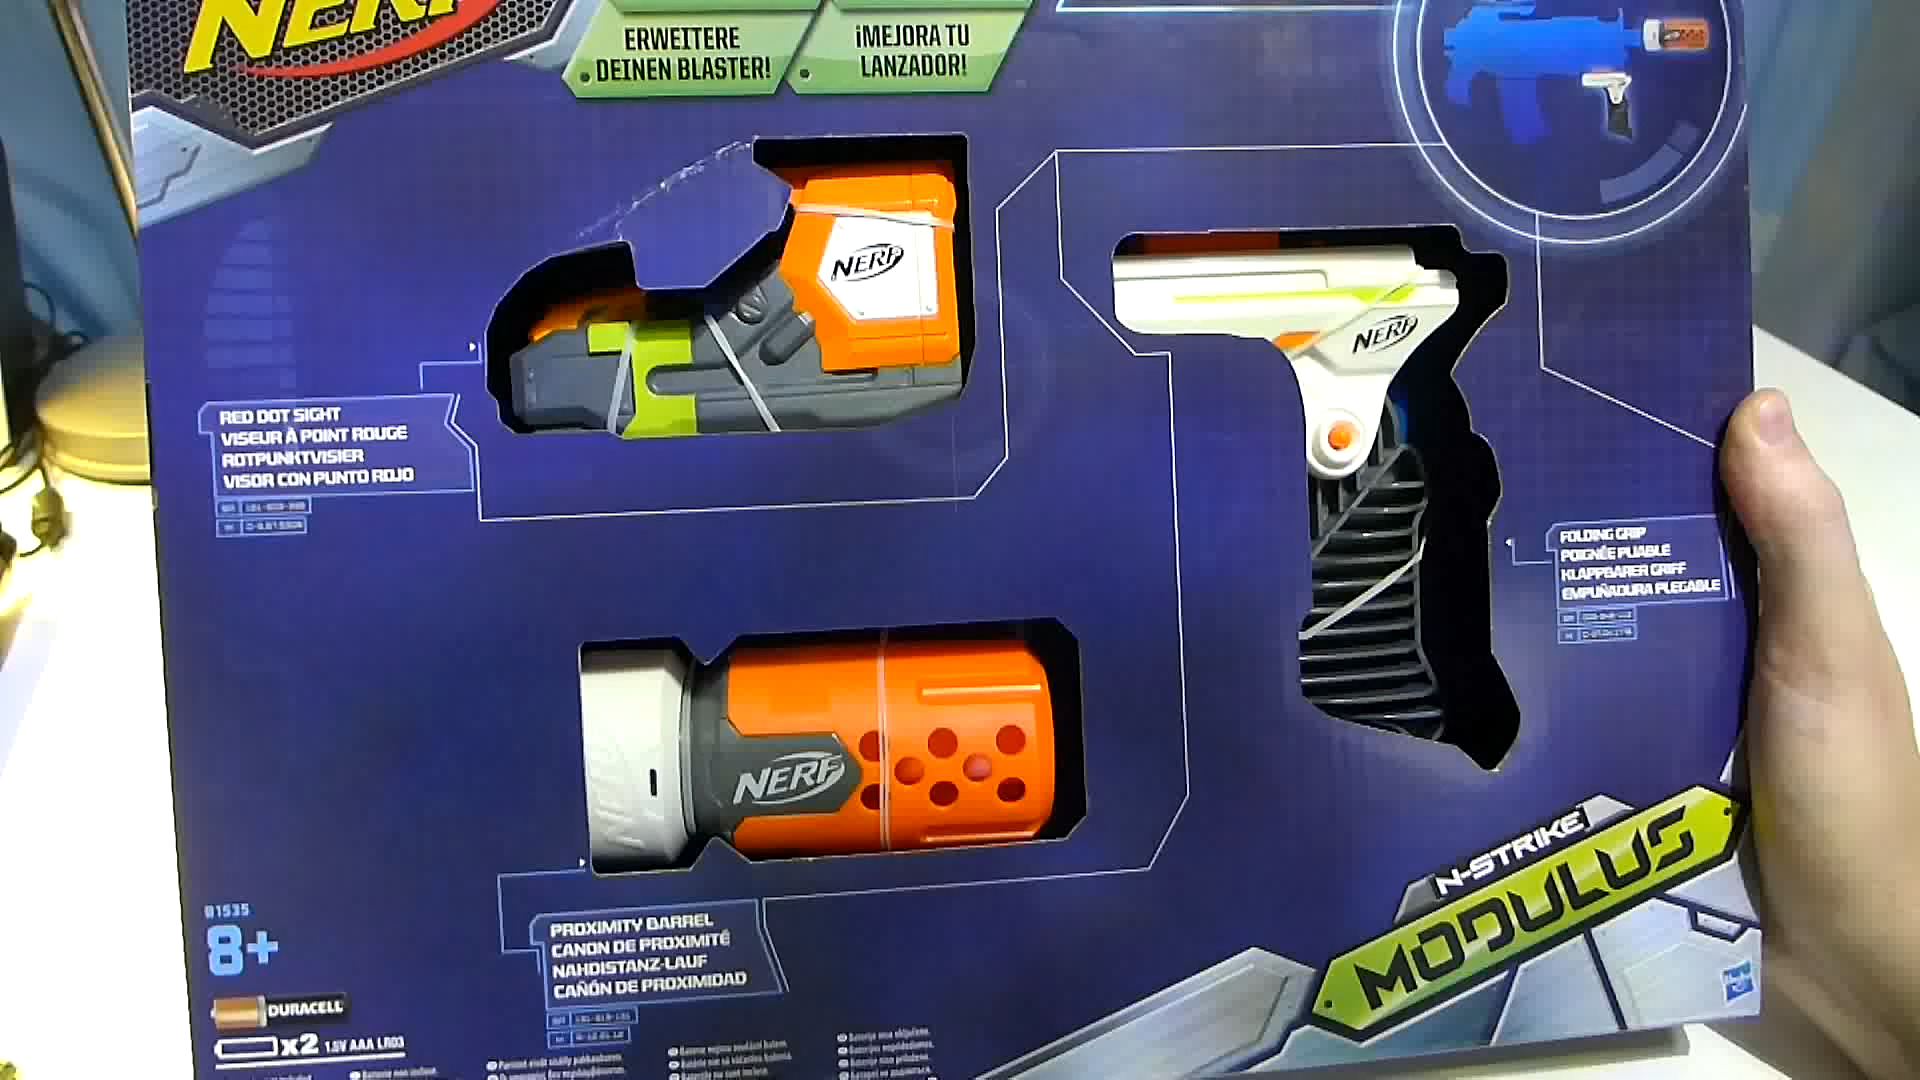 NERF
ERWEITERE
DEINEN BLASTER!
¡MEJORA TU
LANZADOR!
NERF
NERF
RED DOT SIGHT
VISEUR À POINT ROUGE
ROTPUNKTVISIER
VISOR CON PUNTO ROJO
FOLDING GRIP
POIGNÉE PLIABLE
KLAPPBARER GRIFF
EMPUÑADURA PLEGABLE
NERF
N-STRIKE
MODULUS
B1535
8+
PROXIMITY BARREL
CANON DE PROXIMITÉ
NAHDISTANZ-LAUF
CAÑÓN DE PROXIMIDAD
DURACELL
x2 1.5V AAA LR03